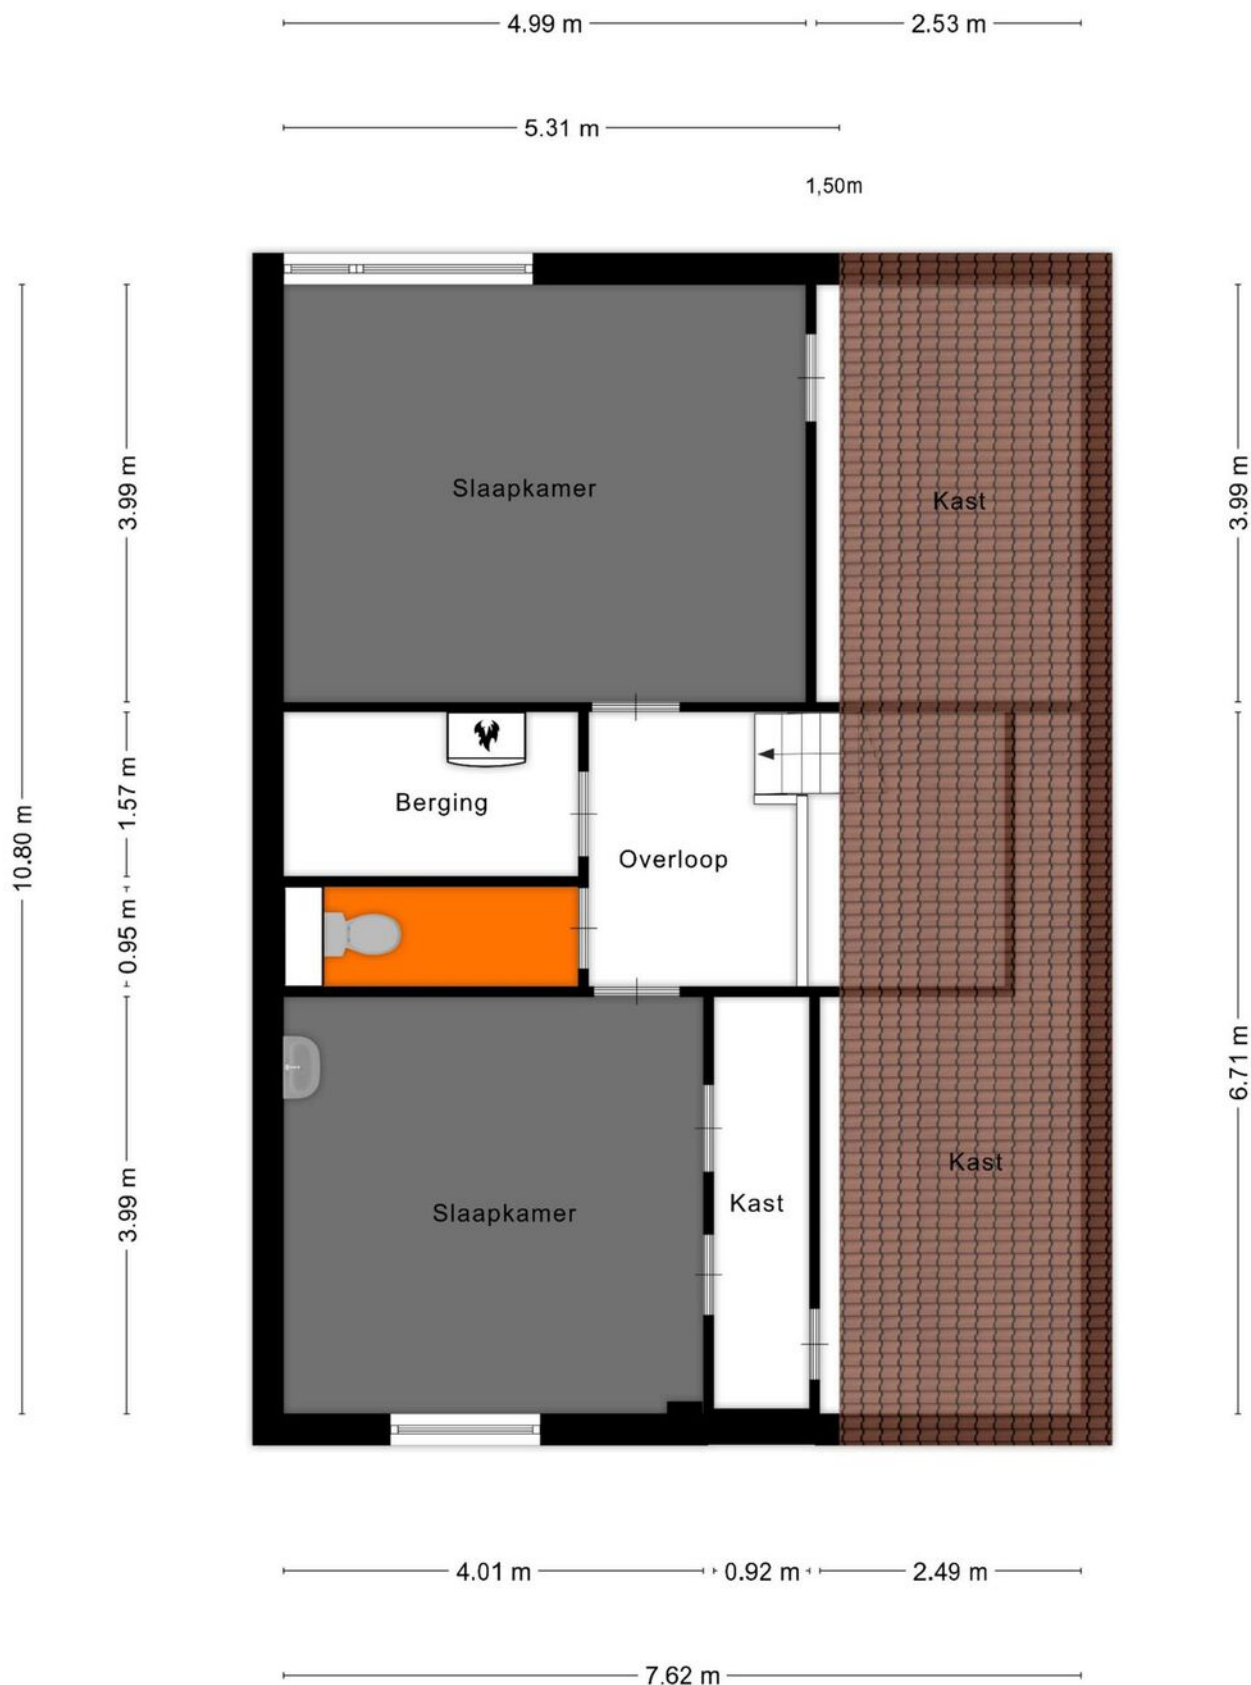 4.99 m
2.53 m
5.31 m
1,50m
3.99 m
3.99 m
Slaapkamer
Kast
10.80 m
1.57 m
Berging
Overloop
0.95 m
6.71 m
3.99 m
Slaapkamer
Kast
Kast
4.01 m
0.92 m
2.49 m
7.62 m